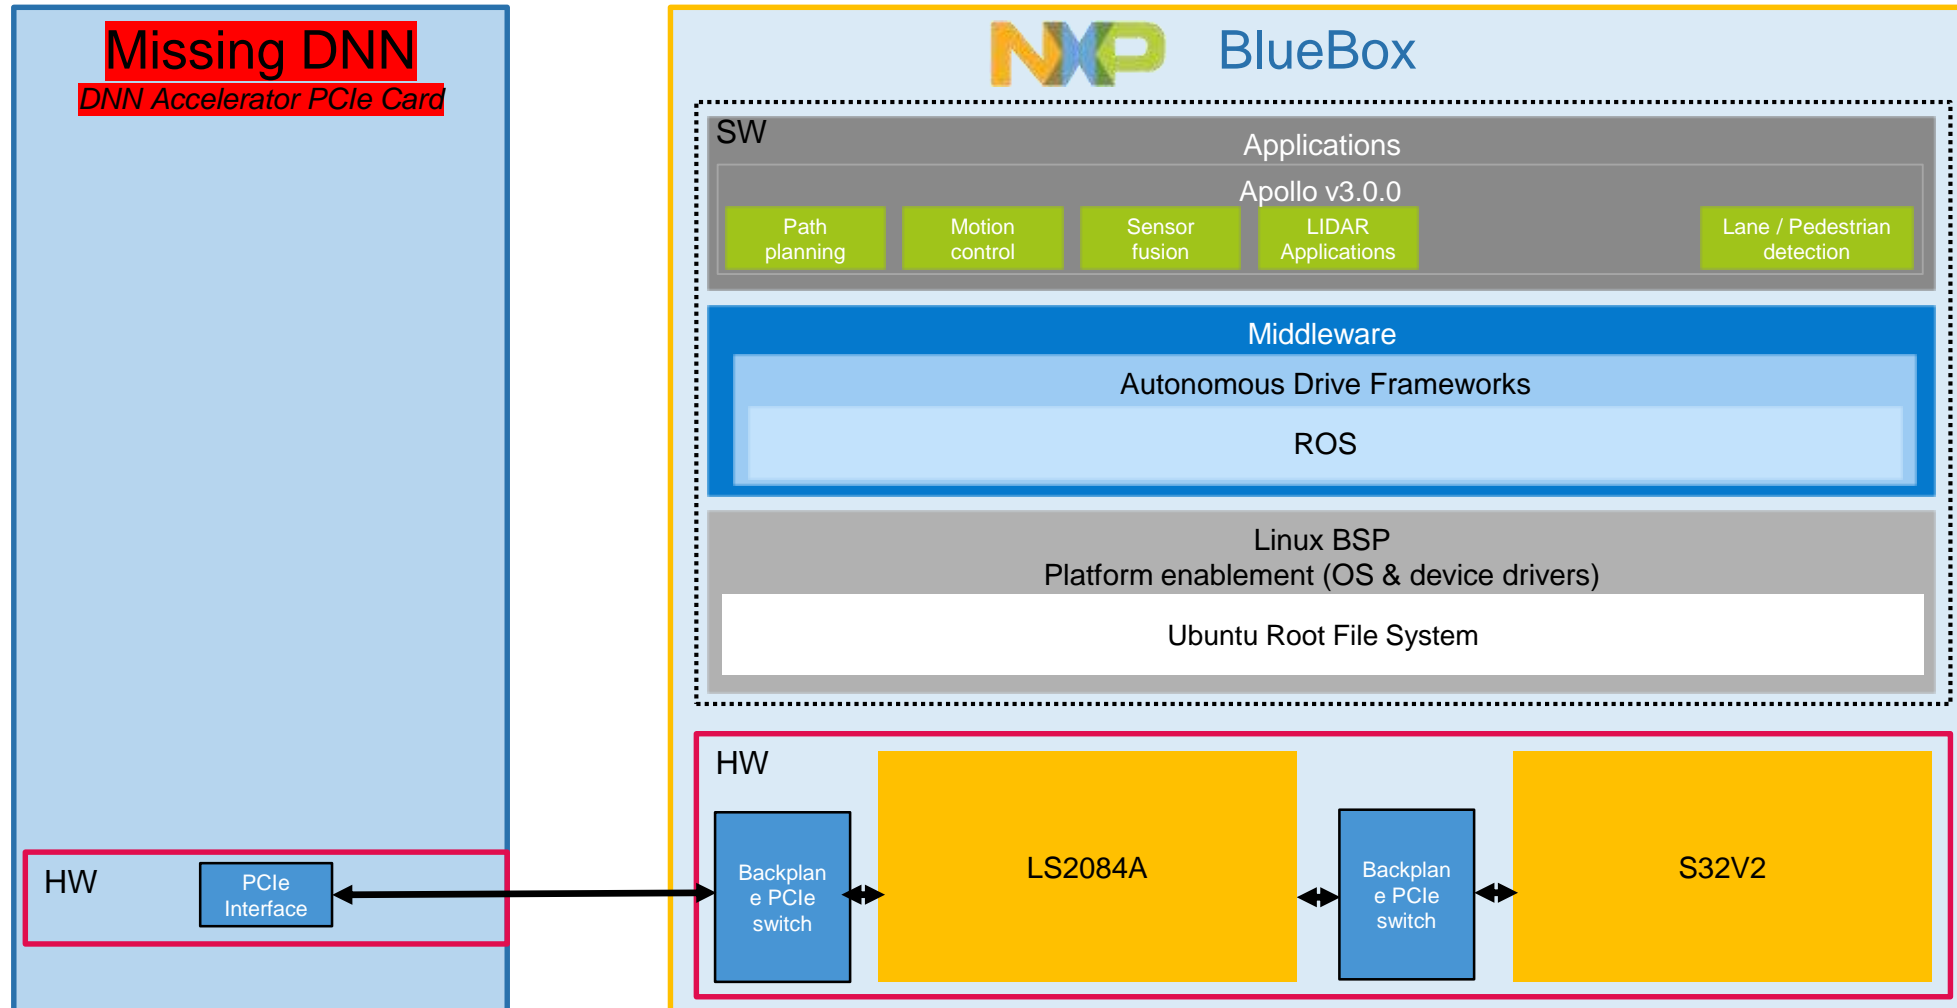 Missing DNN
DNN Accelerator PCIe Card
HW
PCIe
Interface
NXP BlueBox
SW
Applications
Apollo v3.0.0
Path
planning
Motion
control
Sensor
fusion
LIDAR
Applications
Lane / Pedestrian
detection
Middleware
Autonomous Drive Frameworks
ROS
Linux BSP
Platform enablement (OS & device drivers)
Ubuntu Root File System
HW
Backplan
e PCIe
switch
LS2084A
Backplan
e PCIe
switch
S32V2